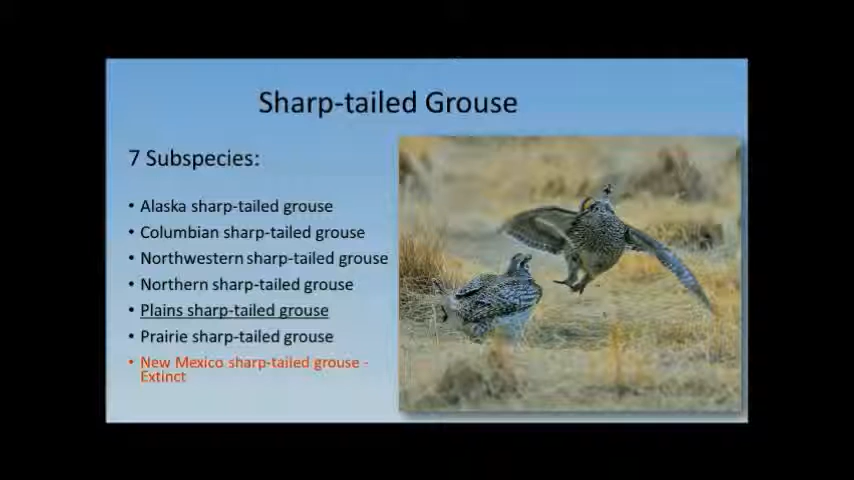 Sharp-tailed Grouse
7 Subspecies:
• Alaska sharp-tailed grouse
• Columbian sharp-tailed grouse
• Northwestern sharp-tailed grouse
• Northern sharp-tailed grouse
• Plains sharp-tailed grouse
• Prairie sharp-tailed grouse
• New Mexico sharp-tailed grouse -
Extinct